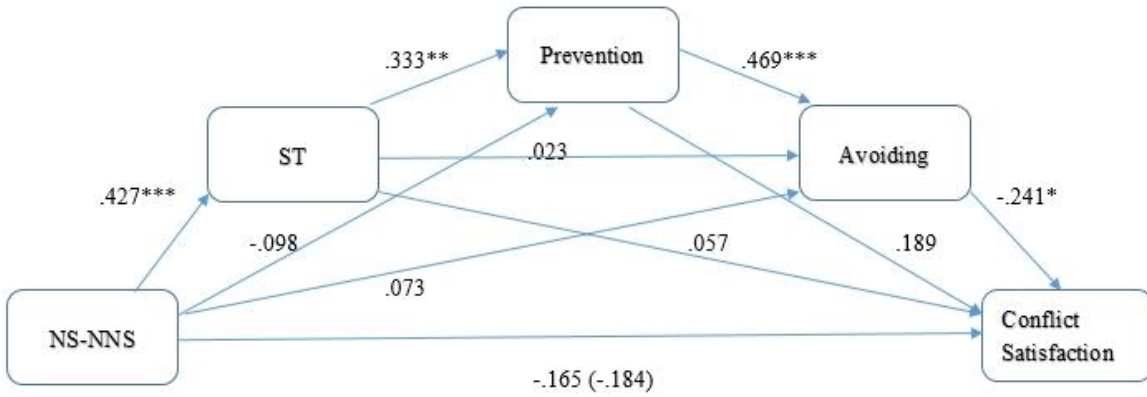 .333**
Prevention
.469***
ST
.023
Avoiding
.427***
-.241*
-.098
.057
.189
.073
NS-NNS
Conflict
Satisfaction
-.165 (-.184)